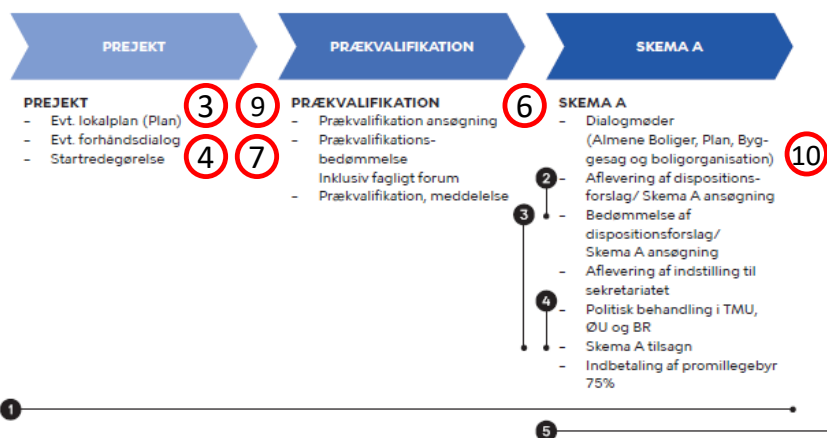 PREJEKT
PRÆKVALIFIKATION
SKEMA A
PREJEKT
- Evt. lokalplan (Plan)
- Evt. forhåndsdialog
- Startredegørelse
3
9
4
7
PRÆKVALIFIKATION
- Prækvalifikation ansøgning
- Prækvalifikations-
bedømmelse
Inklusiv fagligt forum
- Prækvalifikation, meddelelse
6
SKEMA A
- Dialogmøder
(Almene Boliger, Plan, Byg-
gesag og boligorganisation)
10
2
- Aflevering af dispositions-
forslag/ Skema A ansøgning
3
- Bedømmelse af
dispositionsforslag/
Skema A ansøgning
- Aflevering af indstilling til
sekretariatet
4
- Politisk behandling i TMU,
ØU og BR
- Skema A tilsagn
- Indbetaling af promillegebyr
75%
1
5